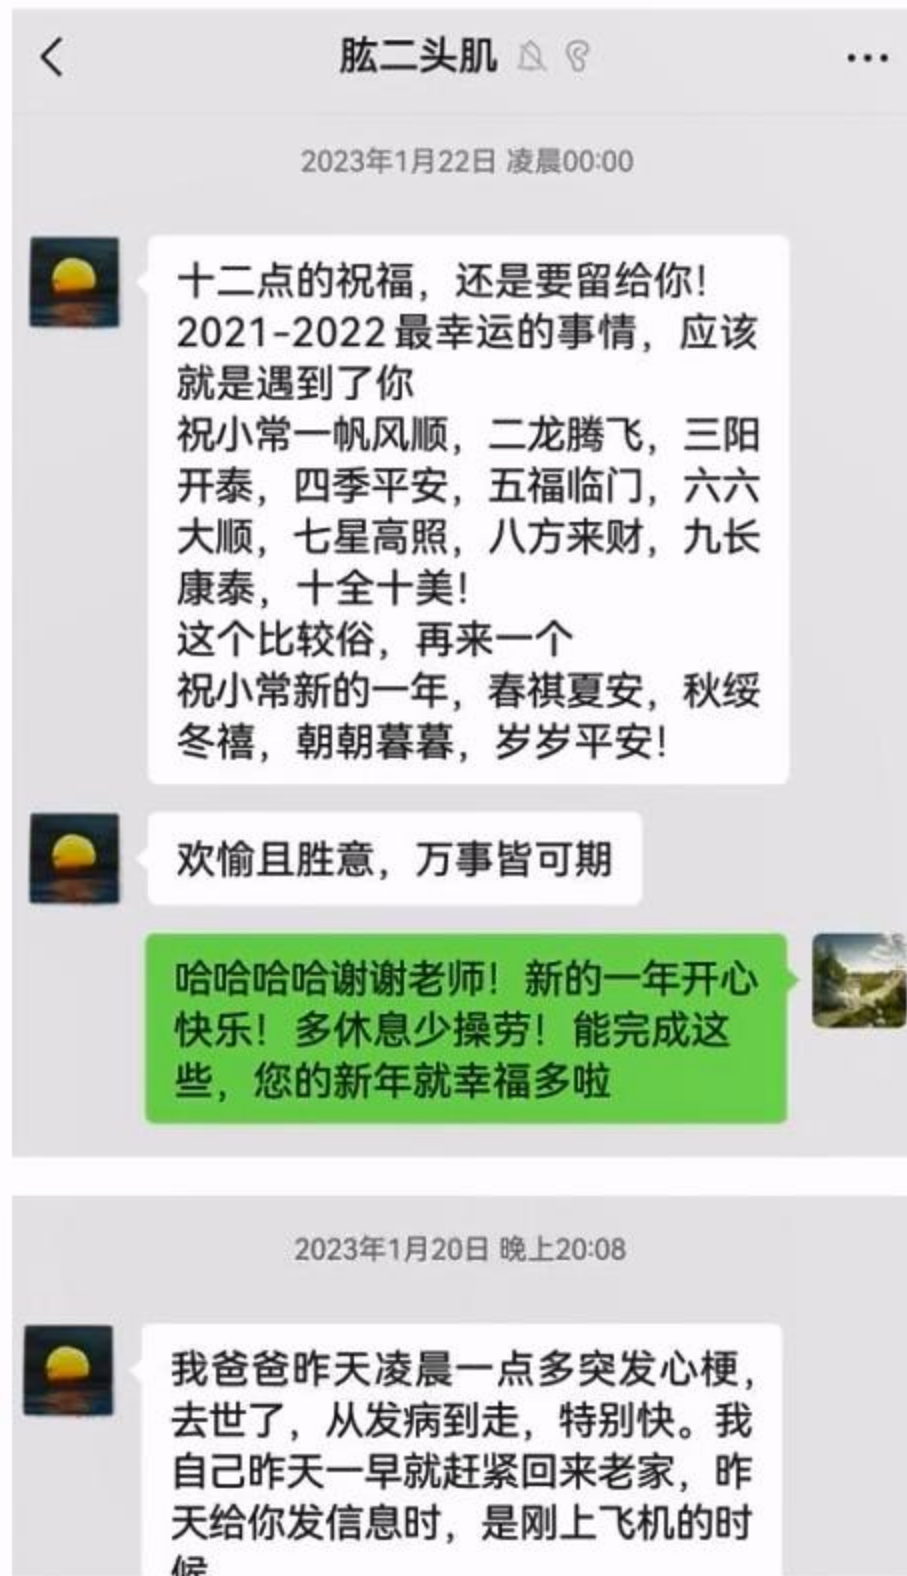 肱二头肌
2023年1月22日 凌晨00:00
十二点的祝福，还是要留给你！
2021-2022最幸运的事情，应该
就是遇到了你
祝小常一帆风顺，二龙腾飞，三阳
开泰，四季平安，五福临门，六六
大顺，七星高照，八方来财，九长
康泰，十全十美！
这个比较俗，再来一个
祝小常新的一年，春祺夏安，秋绥
冬禧，朝朝暮暮，岁岁平安！
欢愉且胜意，万事皆可期
哈哈哈哈谢谢老师！新的一年开心
快乐！多休息少操劳！能完成这
些，您的新年就幸福多啦
2023年1月20日 晚上20:08
我爸爸昨天凌晨一点多突发心梗，
去世了，从发病到走，特别快。我
自己昨天一早就赶紧回来老家，昨
天给你发信息时，是刚上飞机的时
候